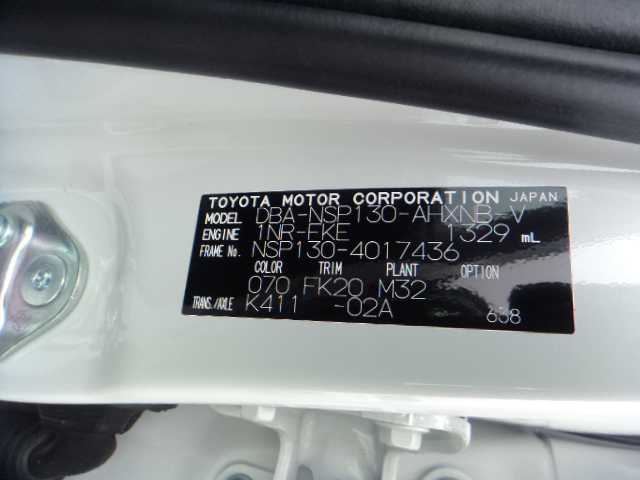 TOYOTA MOTOR CORPORATION JAPAN
MODEL DBA-NSP130-AHXNB V
ENGINE 1NR-FKE 1329 mL
FRAME No. NSP130-4017436
COLOR TRIM PLANT OPTION
070 FK20 M32
TRANS./AXLE K411 -02A 638